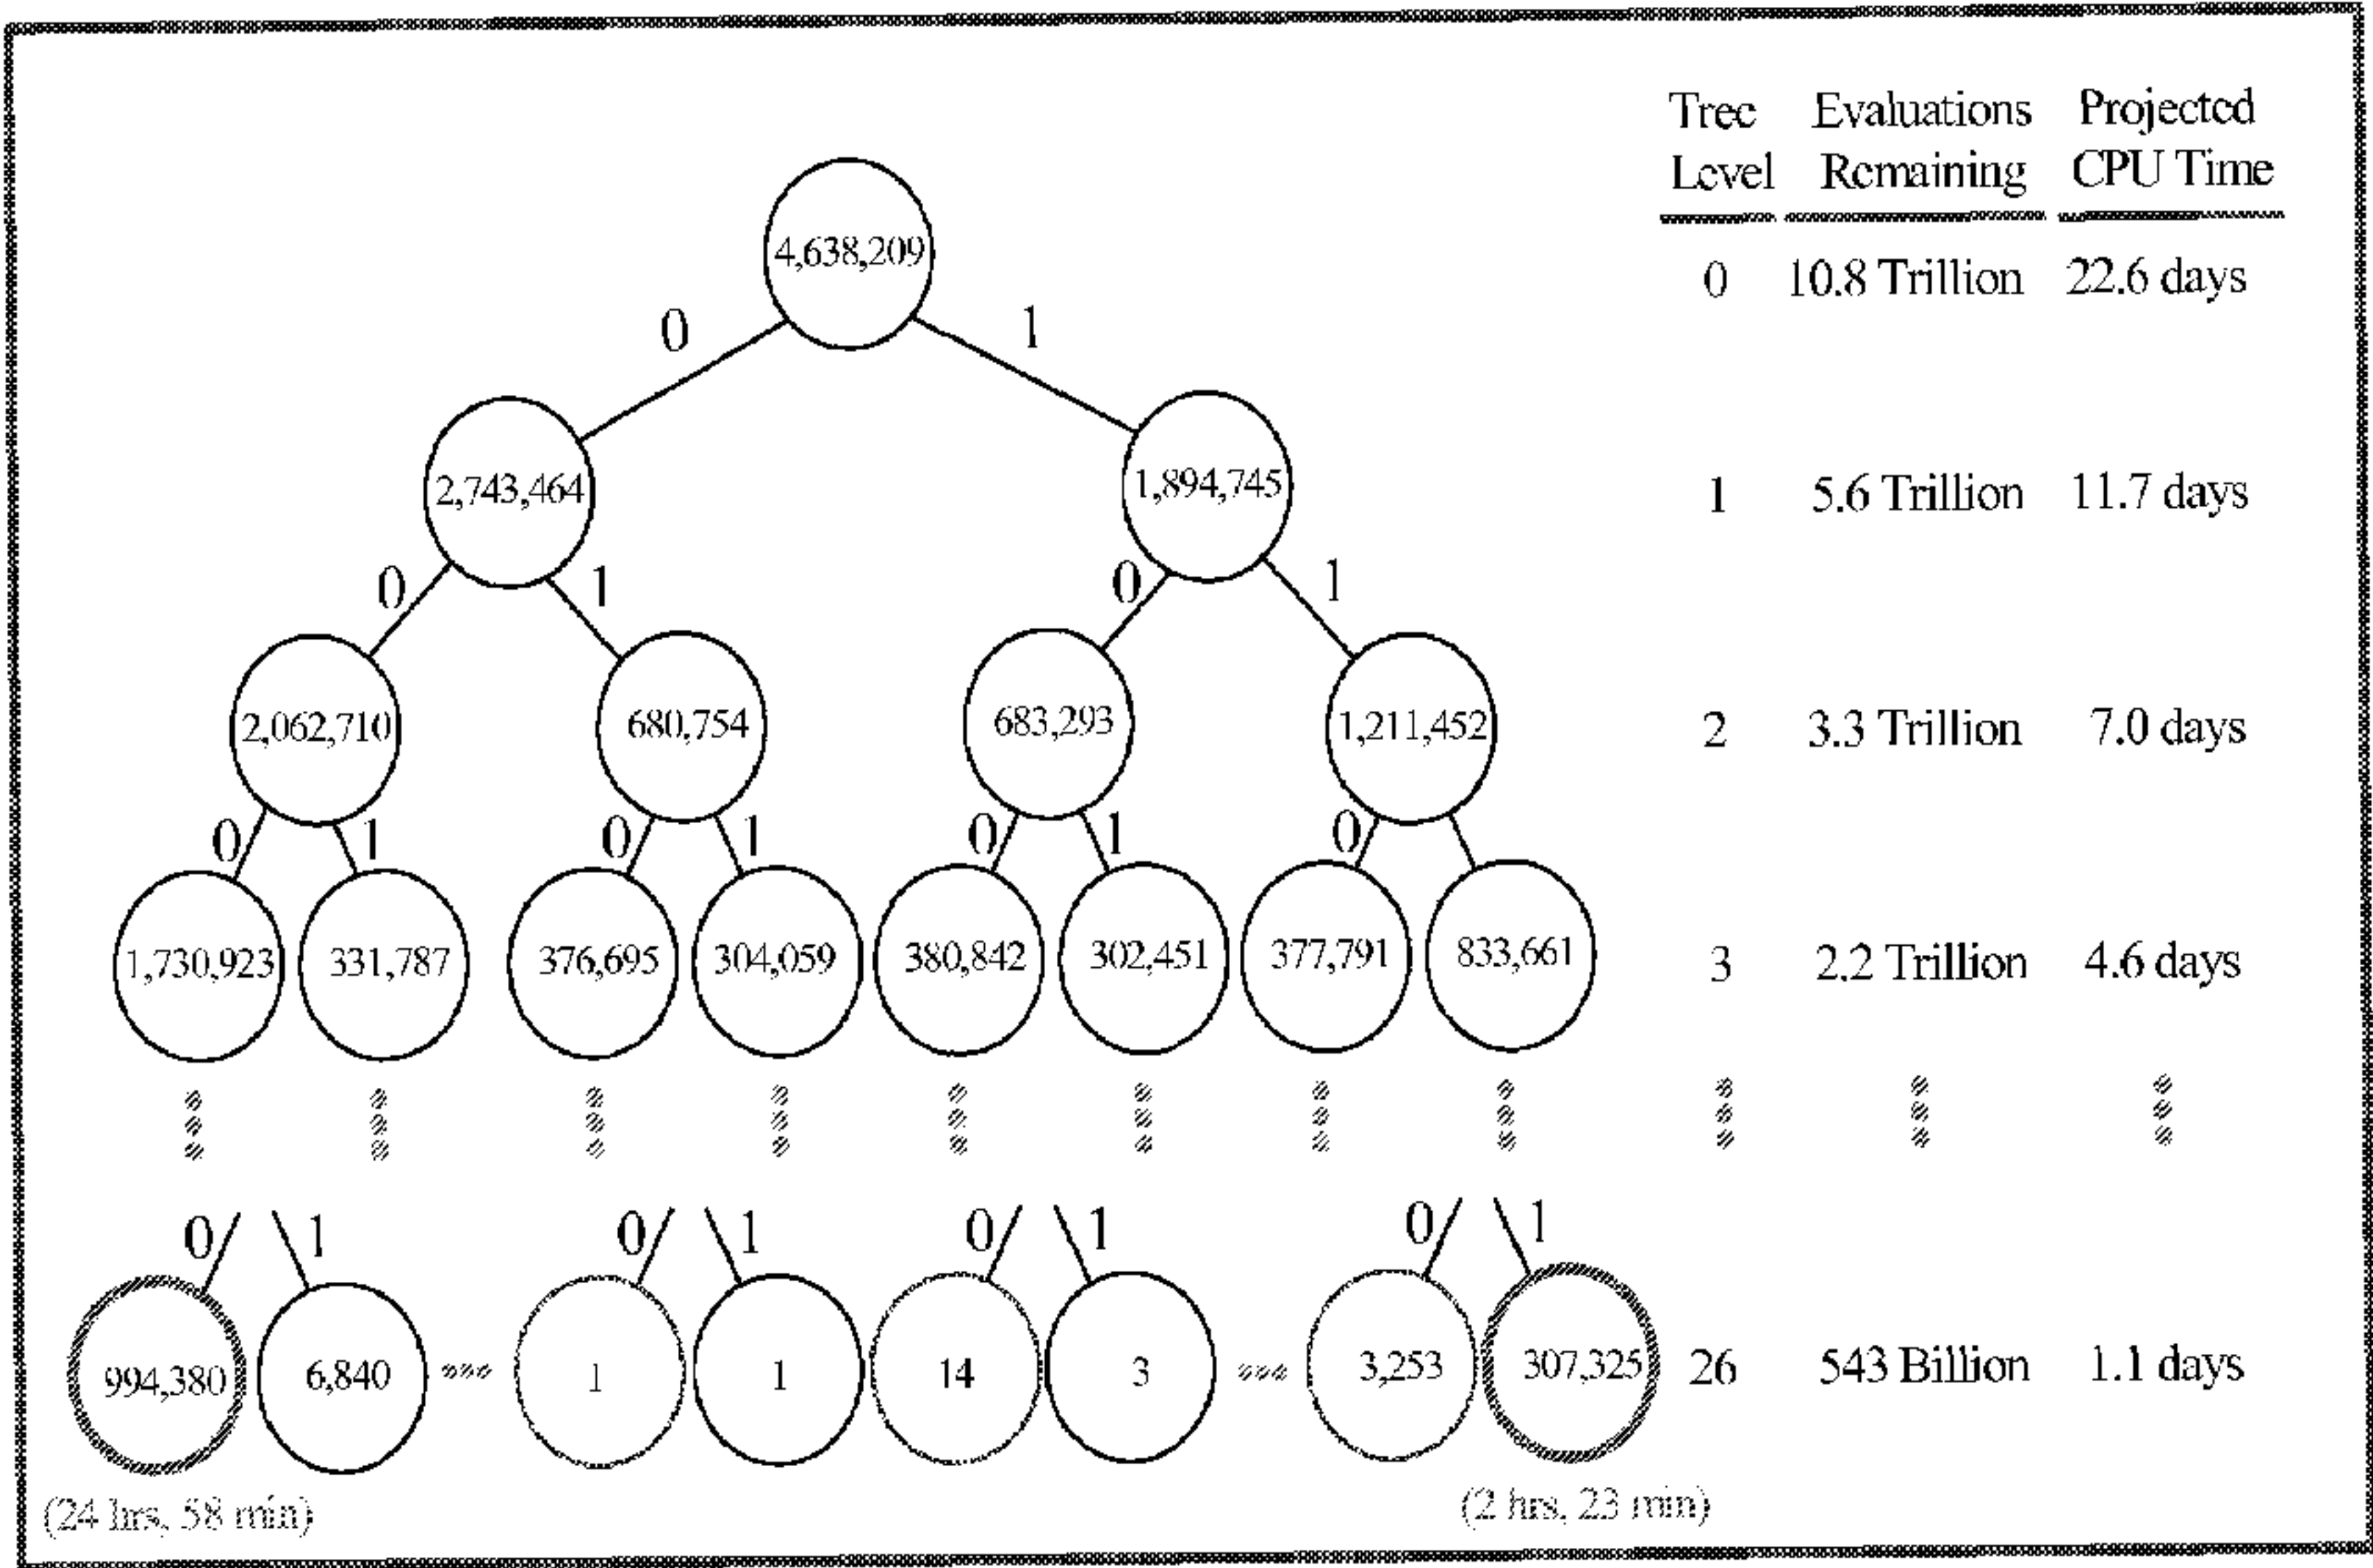 Tree Evaluations Projected
Level Remaining CPU Time
4,638,209
0 10.8 Trillion 22.6 days
0 1
2,743,464 1,894,745 1 5.6 Trillion 11.7 days
0 1 0 1
2,062,710 680,754 683,293 1,211,452 2 3.3 Trillion 7.0 days
0 1 0 1 0 1 0
1,730,923 331,787 376,695 304,059 380,842 302,451 377,791 833,661 3 2.2 Trillion 4.6 days
0 1 0 1 0 1 0 1
994,380 6,840 1 1 14 3 3,253 307,325 26 543 Billion 1.1 days
(24 hrs, 58 min) (2 hrs, 23 min)